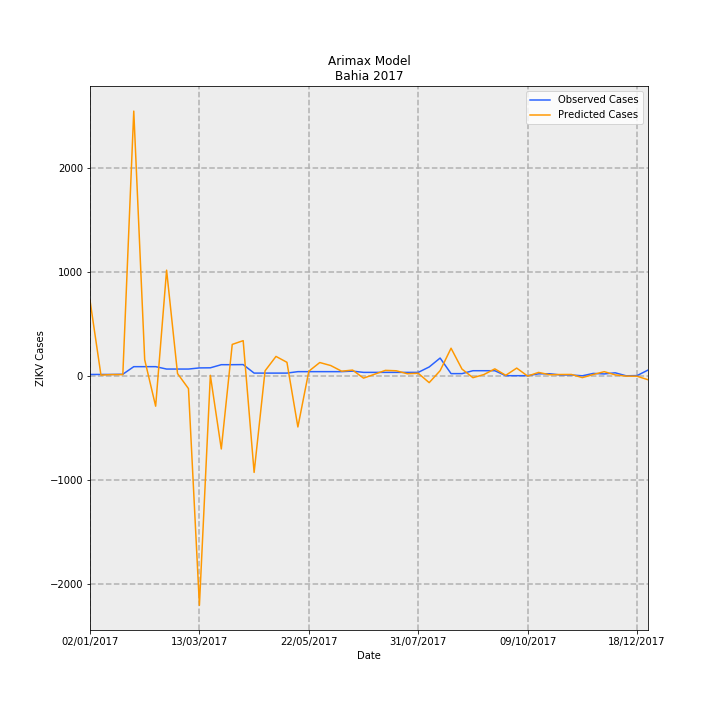 Arimax Model
Bahia 2017
Observed Cases
Predicted Cases
2000
1000
0
−1000
−2000
ZIKV Cases
02/01/2017 13/03/2017 22/05/2017 31/07/2017 09/10/2017 18/12/2017
Date